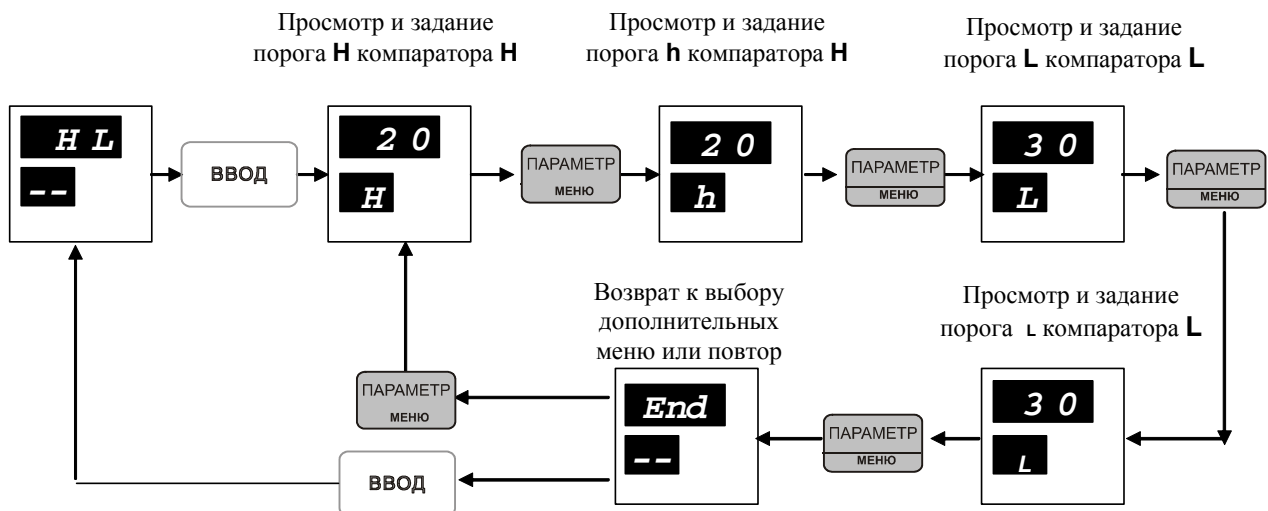 Просмотр и задание
порога H компаратора H
Просмотр и задание
порога h компаратора H
Просмотр и задание
порога L компаратора L
H L
--
ВВОД
2 0
H
ПАРАМЕТР
МЕНЮ
2 0
h
ПАРАМЕТР
МЕНЮ
3 0
L
ПАРАМЕТР
МЕНЮ
Просмотр и задание
порога ʟ компаратора L
3 0
ʟ
ПАРАМЕТР
МЕНЮ
Возврат к выбору
дополнительных
меню или повтор
End
--
ПАРАМЕТР
МЕНЮ
ВВОД